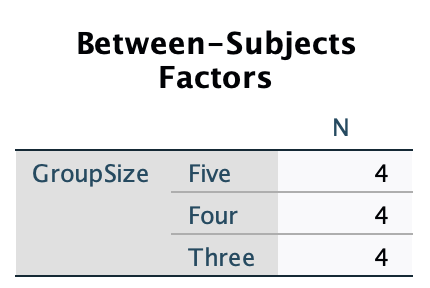 Between-Subjects
Factors
N
GroupSize Five 4
Four 4
Three 4